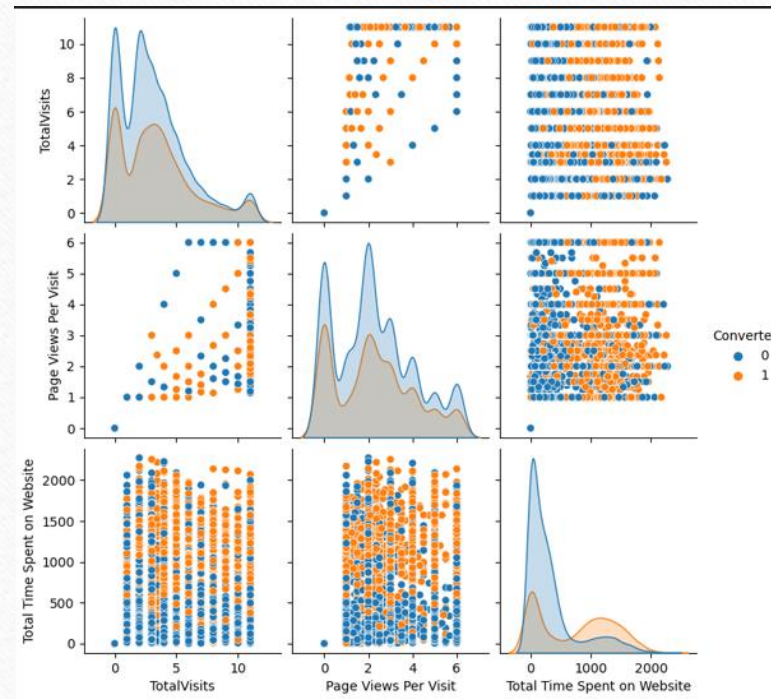 TotalVisits
10
8
6
4
2
0
Page Views Per Visit
6
5
4
3
2
1
0
Converte
0
1
Total Time Spent on Website
2000
1500
1000
500
0
0 5 10
TotalVisits
0 2 4 6
Page Views Per Visit
0 1000 2000
Total Time Spent on Website